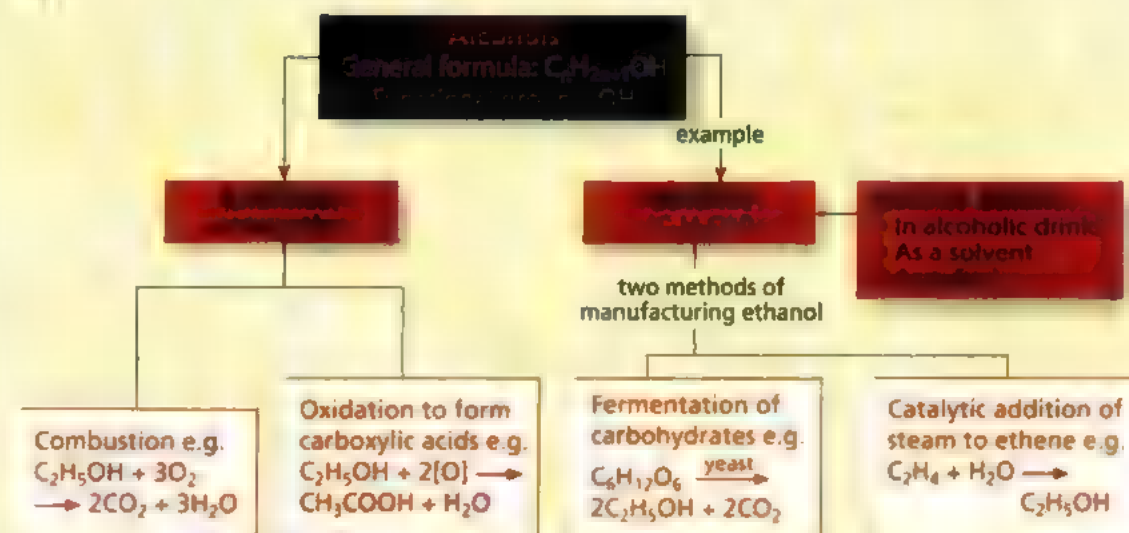 Alcohols
General formula: CₙH₂ₙ₊₁OH
example
In alcoholic drink
As a solvent
two methods of
manufacturing ethanol
Combustion e.g.
C₂H₅OH + 3O₂
→ 2CO₂ + 3H₂O
Oxidation to form
carboxylic acids e.g.
C₂H₅OH + 2[O] →
CH₃COOH + H₂O
Fermentation of
carbohydrates e.g.
C₆H₁₂O₆ yeast →
2C₂H₅OH + 2CO₂
Catalytic addition of
steam to ethene e.g.
C₂H₄ + H₂O →
C₂H₅OH